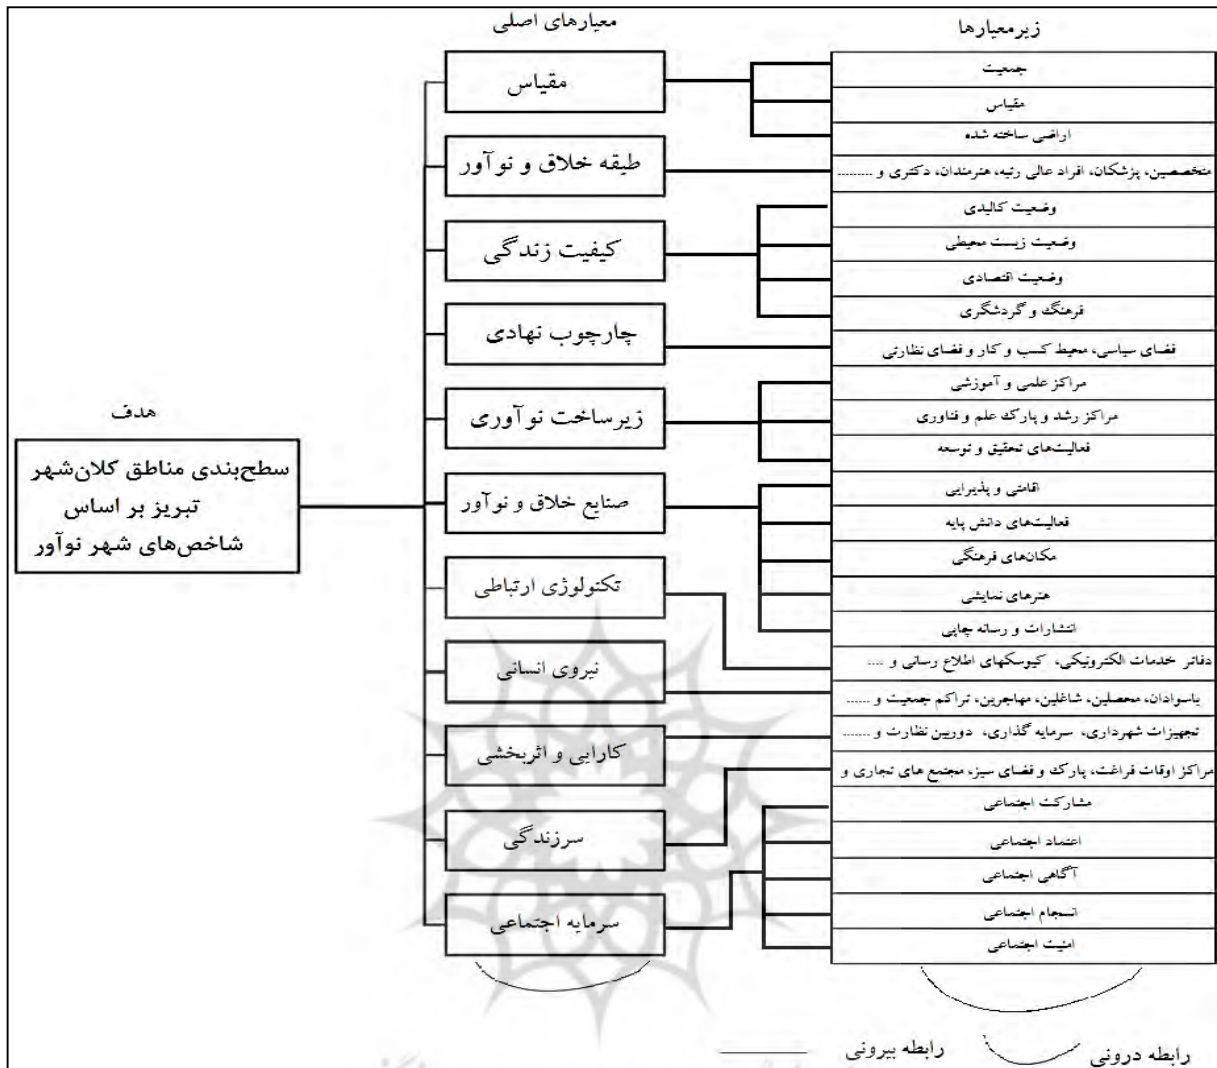 معیارهای اصلی
زیرمعیارها
مقیاس
طبقه خلاق و نوآور
کیفیت زندگی
چارچوب نهادی
زیرساخت نوآوری
صنایع خلاق و نوآور
تکنولوژی ارتباطی
نیروی انسانی
کارایی و اثربخشی
سرزندگی
سرمایه اجتماعی
جمعیت
مقیاس
اراضی ساخته شده
متخصصین، پزشکان، افراد عالی رتبه، هنرمندان، دکتری و .........
وضعیت کالبدی
وضعیت زیست محیطی
وضعیت اقتصادی
فرهنگ و گردشگری
فضای سیاسی، محیط کسب و کار و فضای نظارتی
مراکز علمی و آموزشی
مراکز رشد و پارک علم و فناوری
فعالیت‌های تحقیق و توسعه
اقامتی و پذیرایی
فعالیت‌های دانش پایه
مکان‌های فرهنگی
هنرهای نمایشی
انتشارات و رسانه چاپی
دفاتر خدمات الکترونیکی، کیوسکهای اطلاع رسانی و ....
باسوادان، محصلین، شاغلین، مهاجرین، تراکم جمعیت و ......
تجهیزات شهرداری، سرمایه گذاری، دوربین نظارت و .......
مراکز اوقات فراغت، پارک و فضای سبز، مجتمع های تجاری و
مشارکت اجتماعی
اعتماد اجتماعی
آگاهی اجتماعی
انسجام اجتماعی
امنیت اجتماعی
هدف
سطح‌بندی مناطق کلان‌شهر
تبریز بر اساس
شاخص‌های شهر نوآور
رابطه درونی
رابطه بیرونی